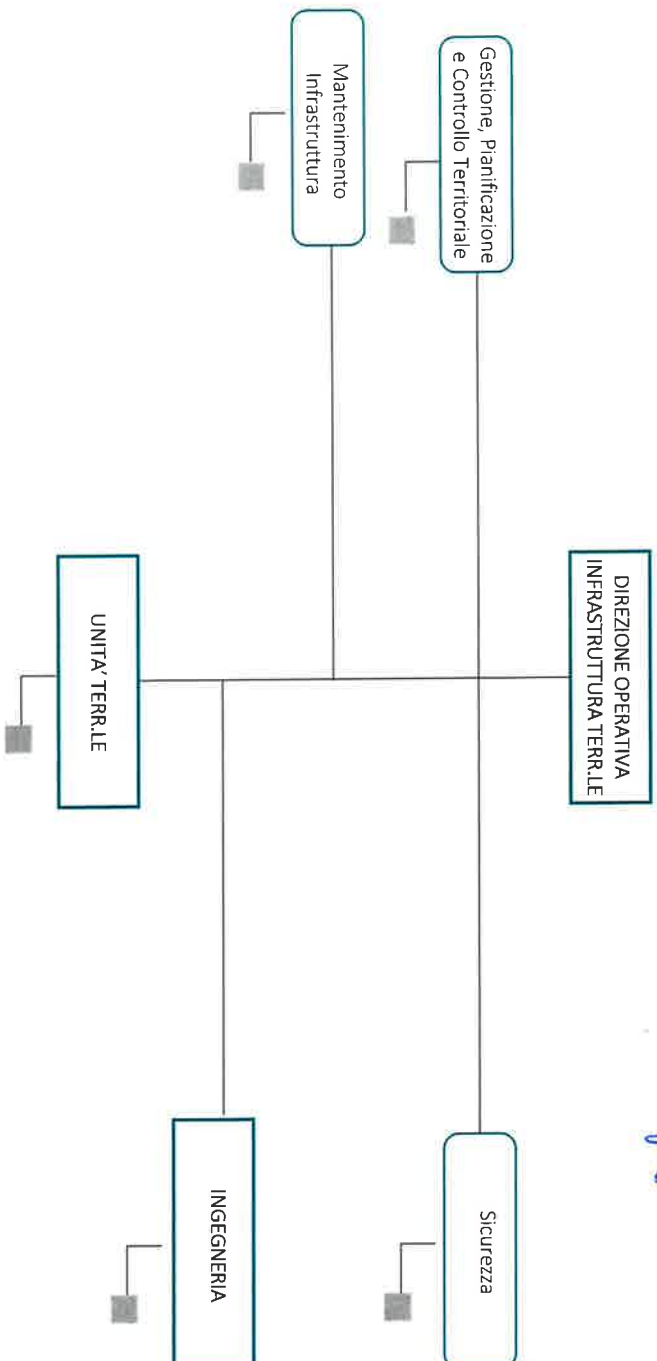 DIREZIONE OPERATIVA
INFRASTRUTTURA TERR.LE
Gestione, Pianificazione
e Controllo Territoriale
Sicurezza
Mantenimento
Infrastruttura
INGEGNERIA
UNITA' TERR.LE